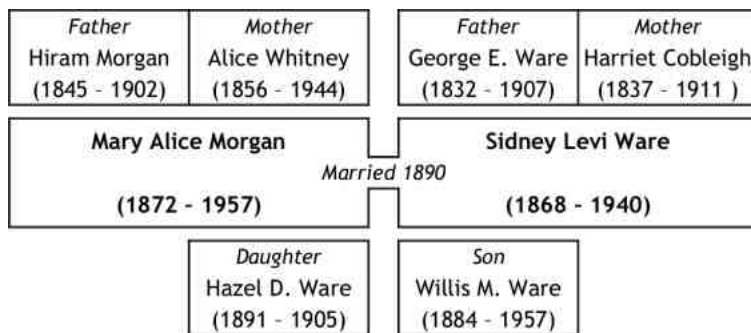 Father
Hiram Morgan
(1845 - 1902)
Mother
Alice Whitney
(1856 - 1944)
Father
George E. Ware
(1832 - 1907)
Mother
Harriet Cobleigh
(1837 - 1911 )
Mary Alice Morgan
(1872 - 1957)
Married 1890
Sidney Levi Ware
(1868 - 1940)
Daughter
Hazel D. Ware
(1891 - 1905)
Son
Willis M. Ware
(1884 - 1957)